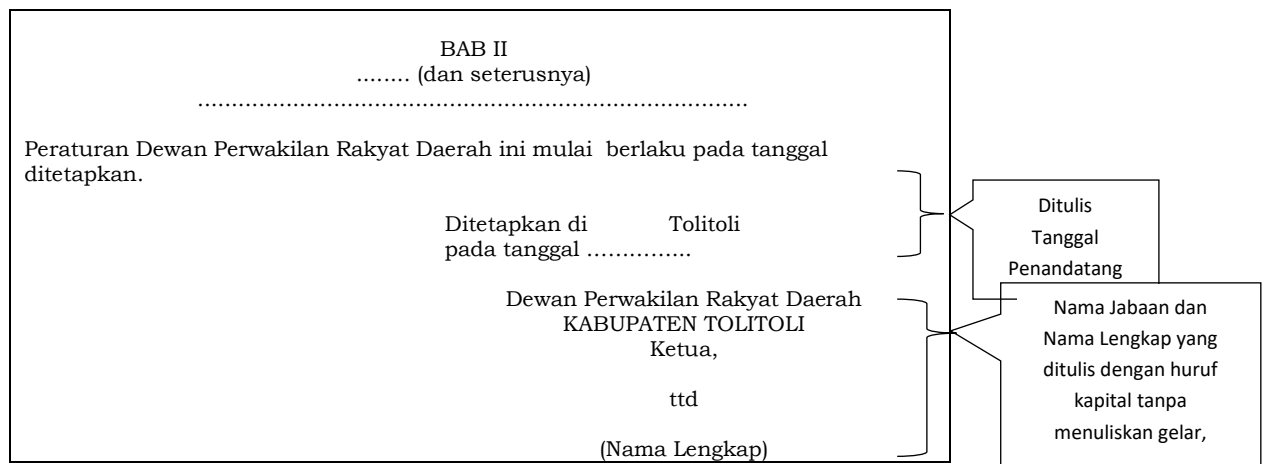 BAB II
........ (dan seterusnya)
................................................................................
Peraturan Dewan Perwakilan Rakyat Daerah ini mulai berlaku pada tanggal
ditetapkan.
Ditetapkan di Tolitoli
pada tanggal ...............
Dewan Perwakilan Rakyat Daerah
KABUPATEN TOLITOLI
Ketua,
ttd
(Nama Lengkap)
Ditulis
Tanggal
Penandatang
Nama Jabaan dan
Nama Lengkap yang
ditulis dengan huruf
kapital tanpa
menuliskan gelar,